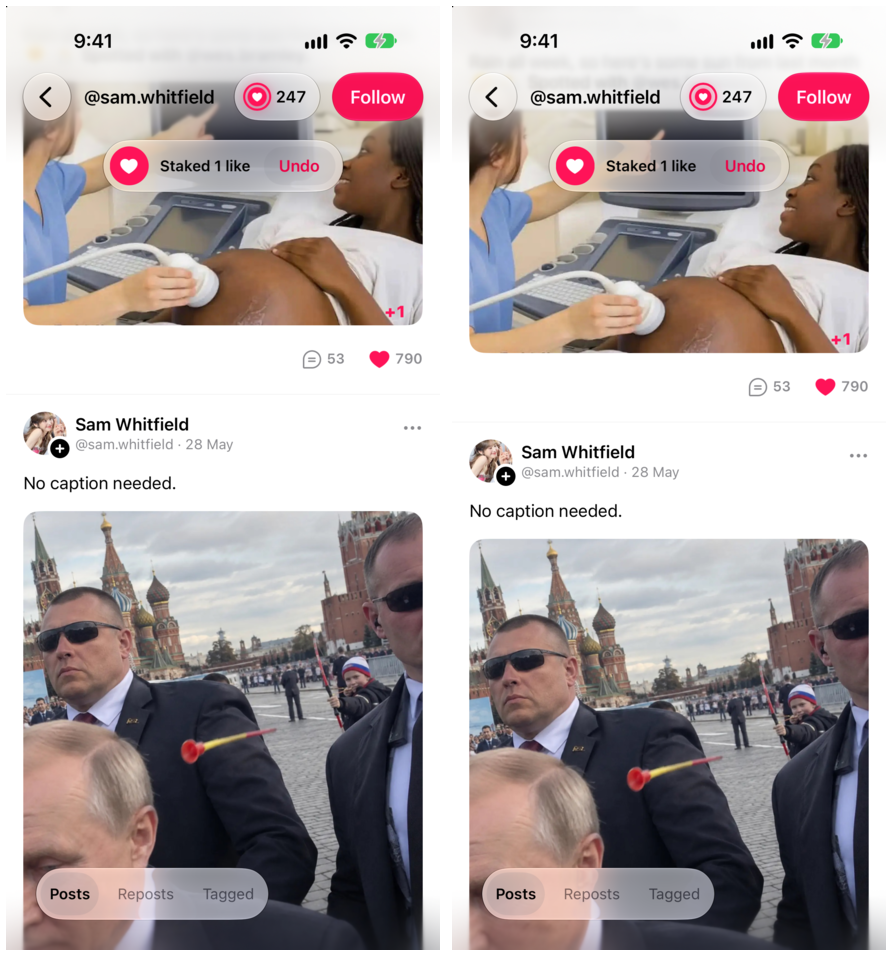 9:41
@sam.whitfield
247
Follow
Staked 1 like
Undo
+1
53
790
Sam Whitfield
@sam.whitfield · 28 May
No caption needed.
Posts
Reposts
Tagged
9:41
@sam.whitfield
247
Follow
Staked 1 like
Undo
+1
53
790
Sam Whitfield
@sam.whitfield · 28 May
No caption needed.
Posts
Reposts
Tagged